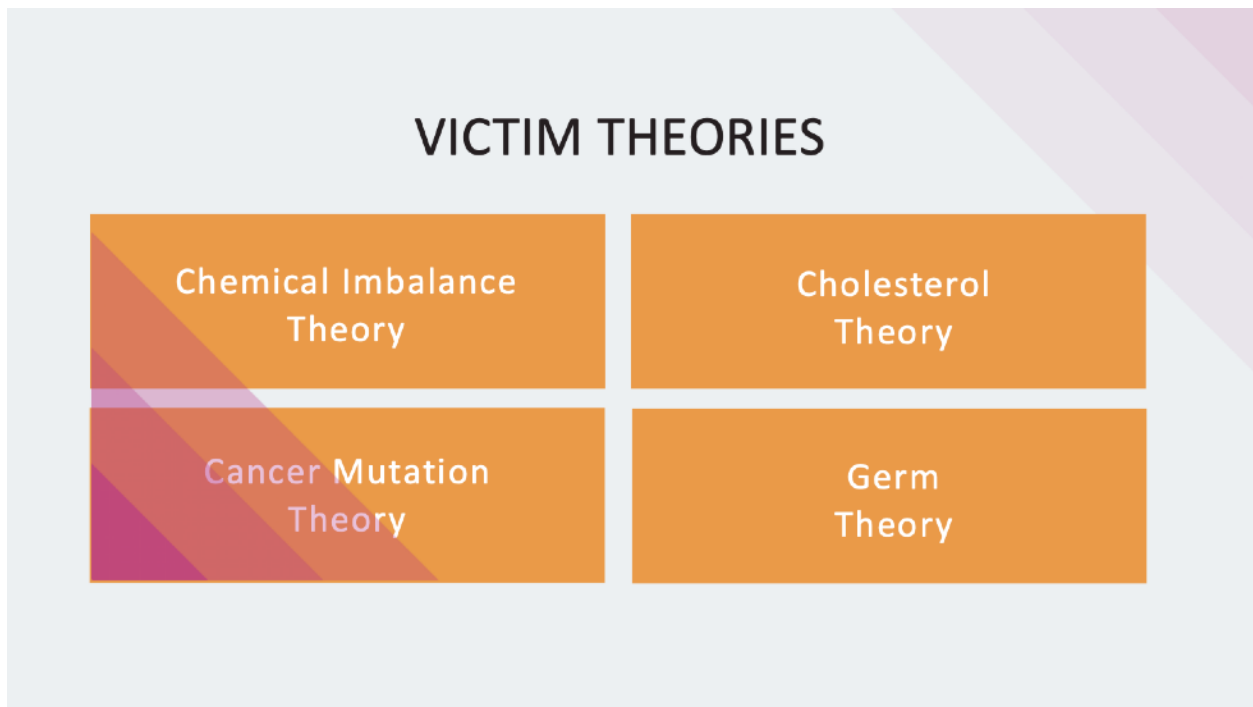 VICTIM THEORIES
Chemical Imbalance
Theory
Cholesterol
Theory
Cancer Mutation
Theory
Germ
Theory